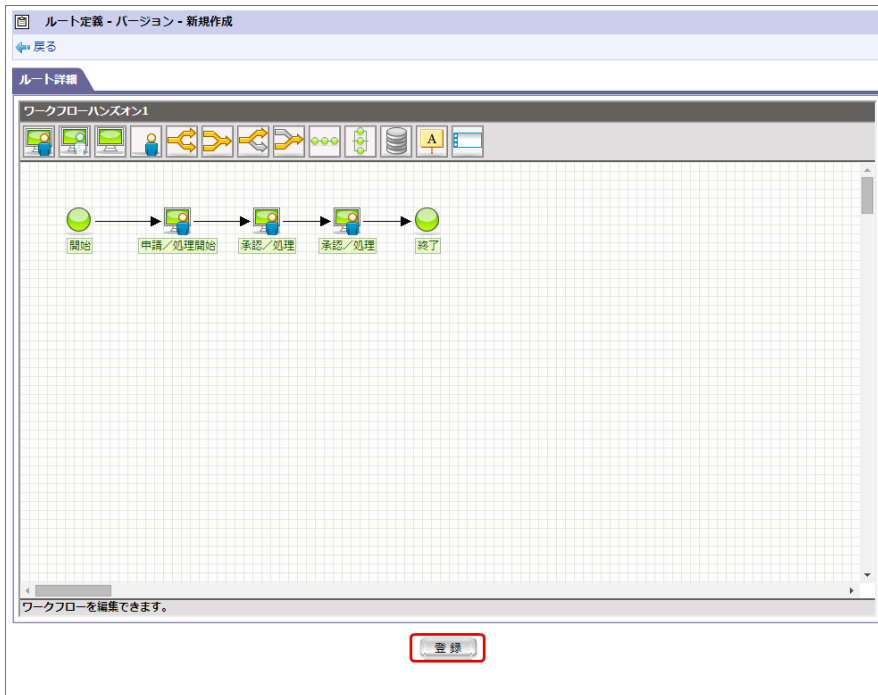 ルート定義 - バージョン - 新規作成
戻る
ルート詳細
ワークフローハンズオン1
A
開始 申請／処理開始 承認／処理 承認／処理 終了
ワークフローを編集できます。
登録